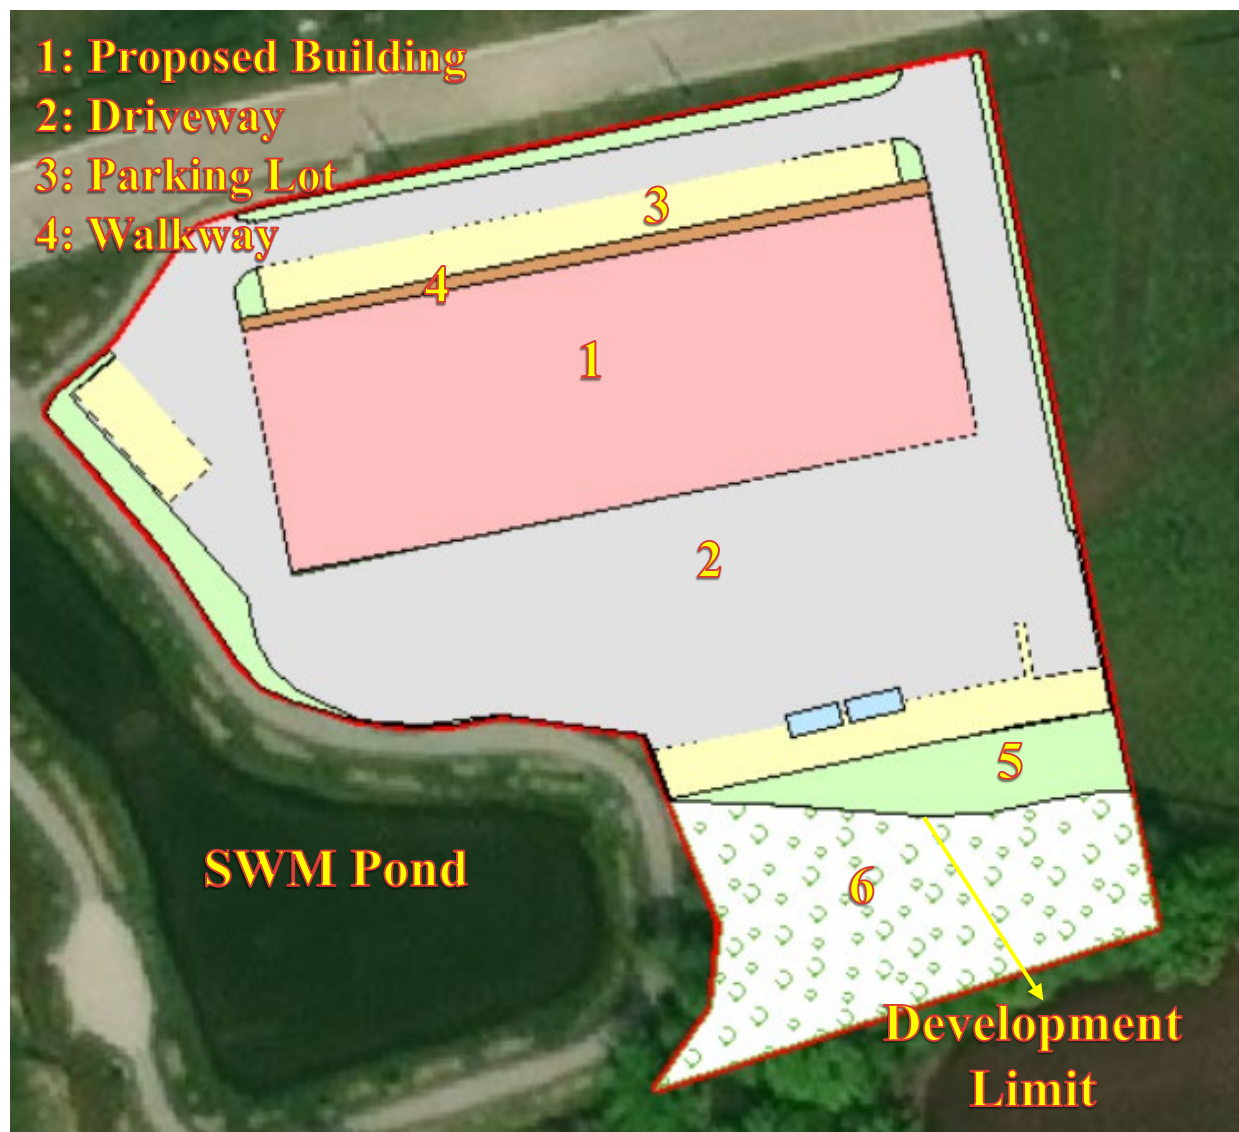 1: Proposed Building
2: Driveway
3: Parking Lot
4: Walkway
3
4
1
2
5
6
SWM Pond
Development
Limit